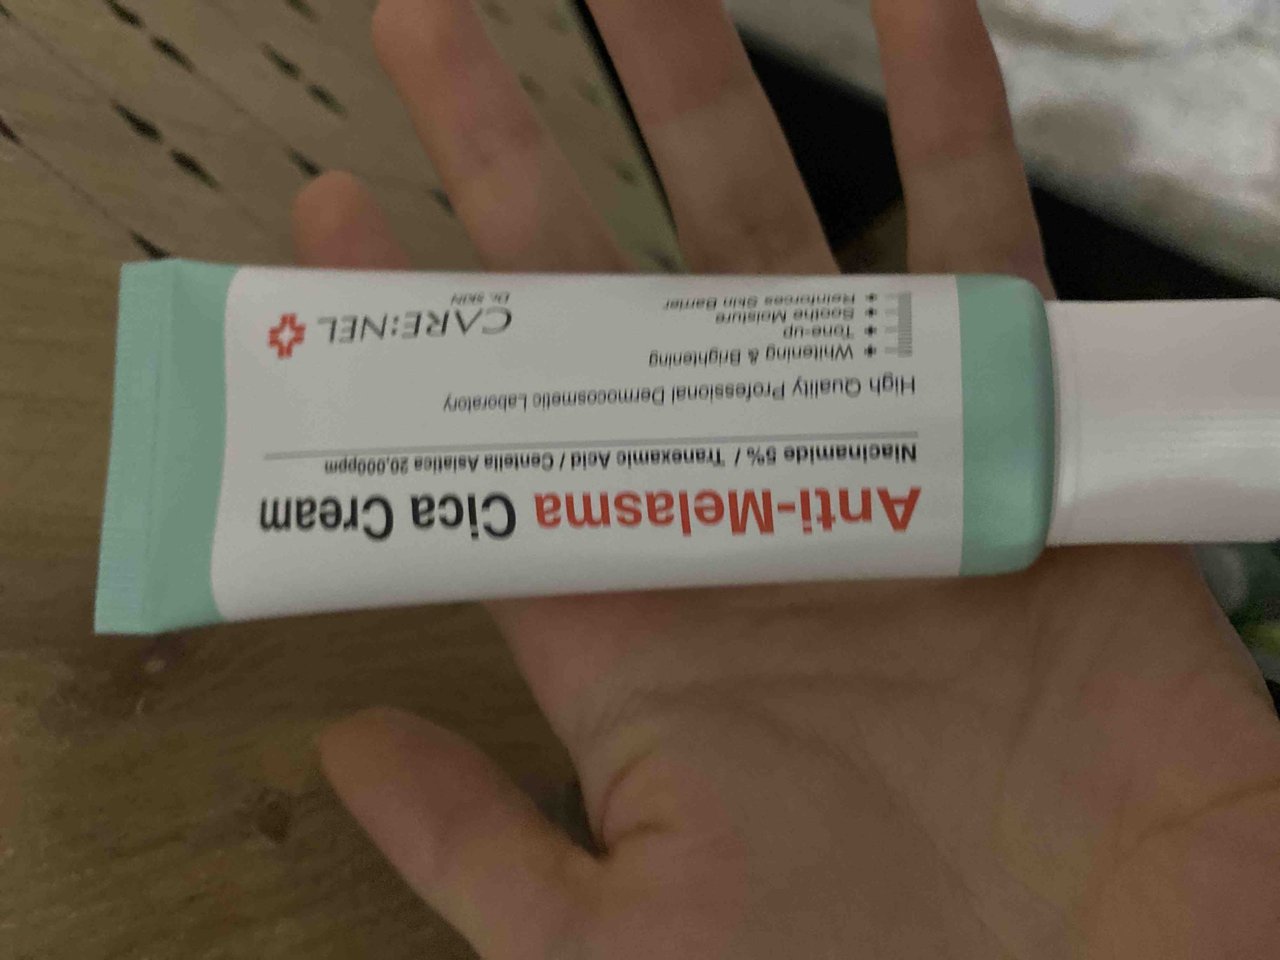 Anti-Melasma Cica Cream
Niacinamide 5% / Tranexamic Acid / Centella Asiatica 20,000ppm
High Quality Professional Dermocosmetic Laboratory
Whitening & Brightening
Tone-up
Soothe Moisture
Reinforces Skin Barrier
CARE:NEL
Dr. SKIN